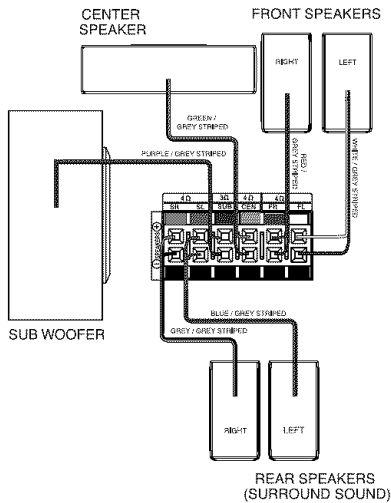 CENTER
SPEAKER
FRONT SPEAKERS
RIGHT
LEFT
GREEN /
GREY STRIPED
RED /
GREY STRIPED
WHITE / GREY STRIPED
PURPLE / GREY STRIPED
4Ω 3Ω 4Ω 4Ω
SR SL SUB CEN FR FL
SPEAKERS
+
−
SUB WOOFER
BLUE / GREY STRIPED
GREY / GREY STRIPED
RIGHT
LEFT
REAR SPEAKERS
(SURROUND SOUND)